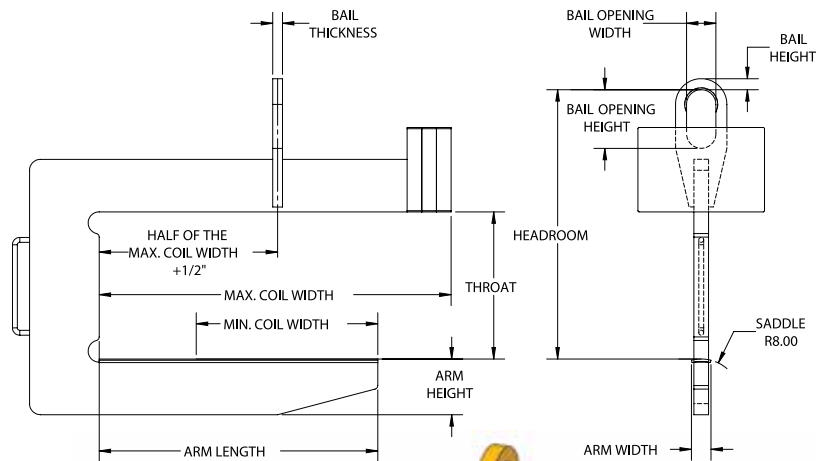 BAIL
THICKNESS
BAIL OPENING
WIDTH
BAIL
HEIGHT
BAIL OPENING
HEIGHT
HALF OF THE
MAX. COIL WIDTH
+1/2"
HEADROOM
THROAT
MAX. COIL WIDTH
MIN. COIL WIDTH
SADDLE
R8.00
ARM
HEIGHT
ARM LENGTH
ARM WIDTH